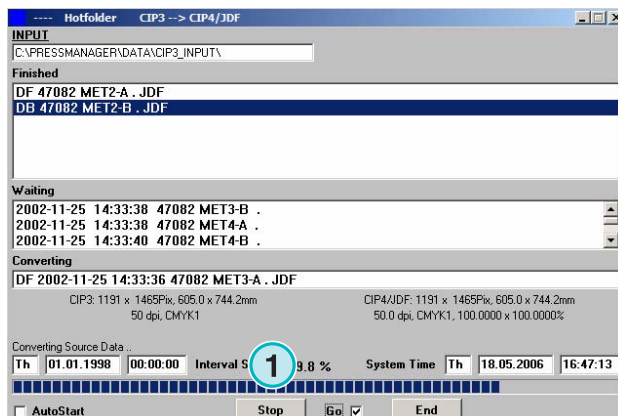 ---- Hotfolder CIP3 --> CIP4/JDF
INPUT
C:\PRESSMANAGER\DATA\CIP3_INPUT\
Finished
DF 47082 MET2-A . JDF
DB 47082 MET2-B . JDF
Waiting
2002-11-25 14:33:38 47082 MET3-B .
2002-11-25 14:33:38 47082 MET4-A .
2002-11-25 14:33:40 47082 MET4-B .
Converting
DF 2002-11-25 14:33:36 47082 MET3-A . JDF
CIP3: 1191 x 1465Pix, 605.0 x 744.2mm CIP4/JDF: 1191 x 1465Pix, 605.0 x 744.2mm
50 dpi, CMYK1 50.0 dpi, CMYK1, 100.0000 x 100.0000%
Converting Source Data ..
Th 01.01.1998 00:00:00 Interval S 1 9.8 % System Time Th 18.05.2006 16:47:13
AutoStart Stop Go End